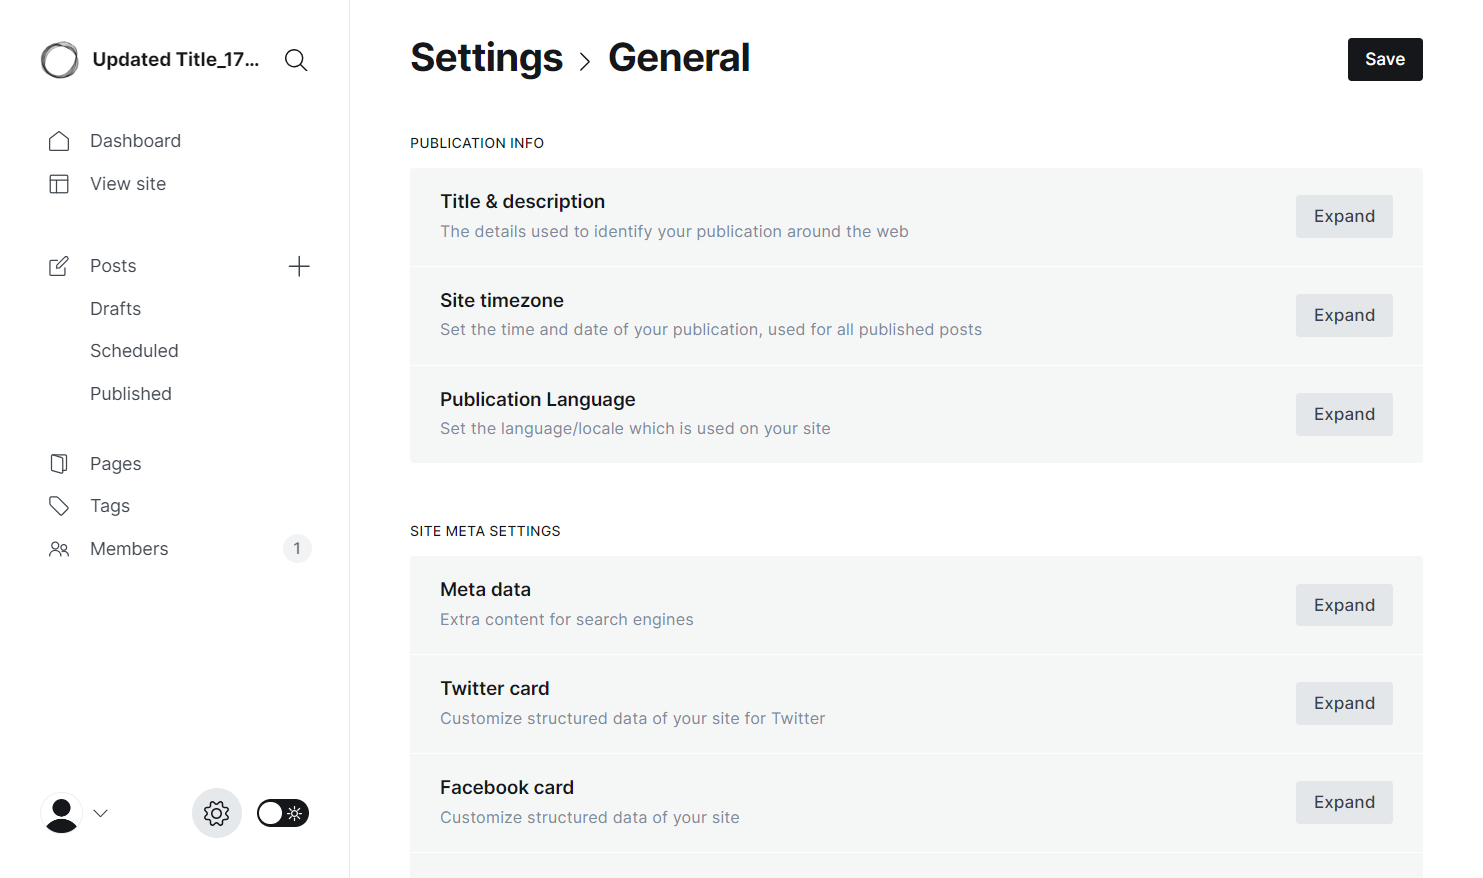 Updated Title_17...
Dashboard
View site
Posts
Drafts
Scheduled
Published
Pages
Tags
Members
1
Settings
General
Save
PUBLICATION INFO
Title & description
The details used to identify your publication around the web
Expand
Site timezone
Set the time and date of your publication, used for all published posts
Expand
Publication Language
Set the language/locale which is used on your site
Expand
SITE META SETTINGS
Meta data
Extra content for search engines
Expand
Twitter card
Customize structured data of your site for Twitter
Expand
Facebook card
Customize structured data of your site
Expand